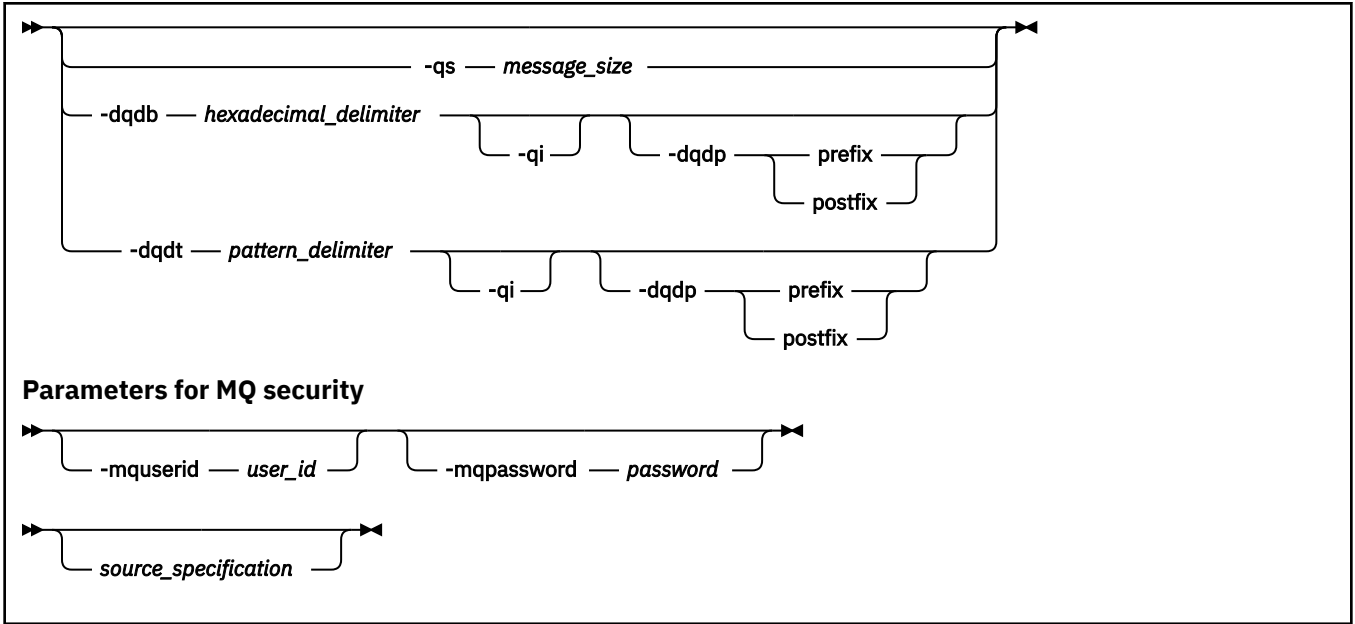 -qs message_size
-dqdb hexadecimal_delimiter
-qi -dqdp prefix
postfix
-dqdt pattern_delimiter
-qi -dqdp prefix
postfix
Parameters for MQ security
-mquserid user_id -mqpassword password
source_specification